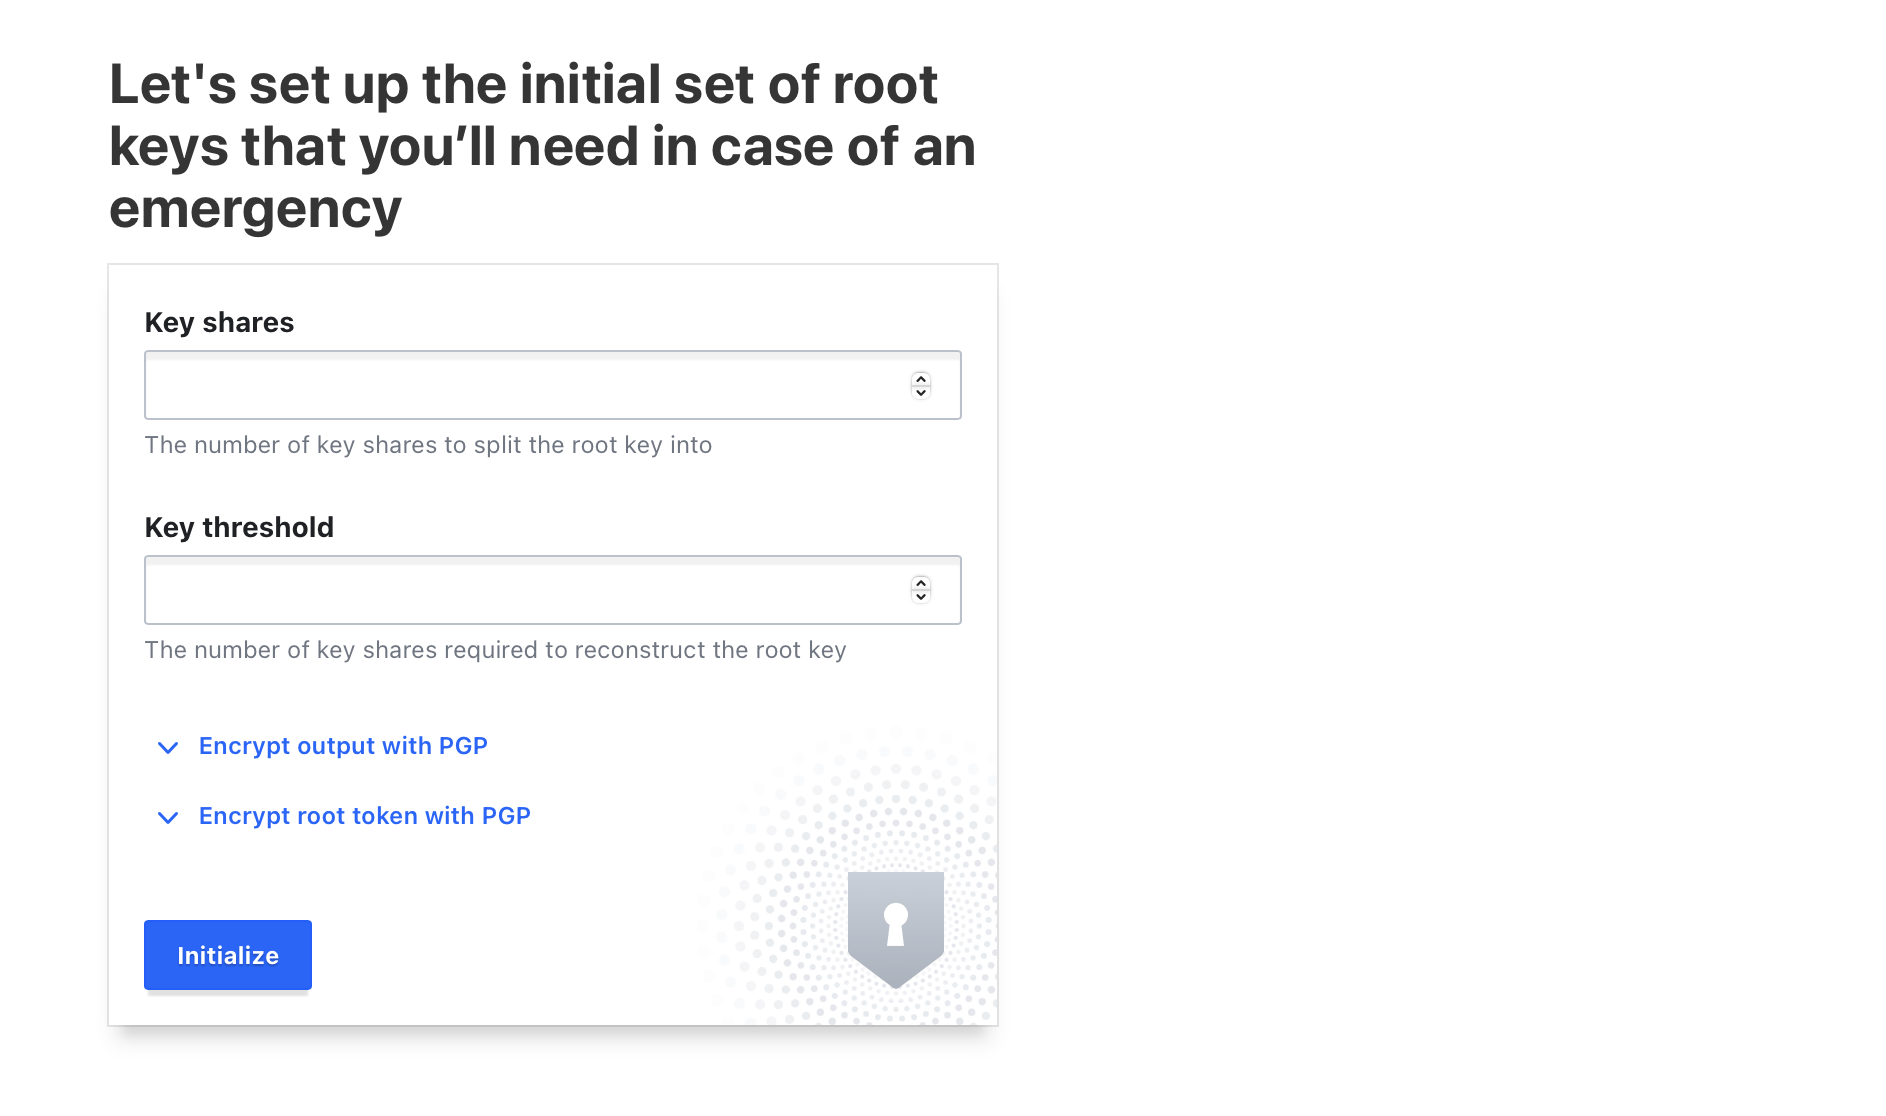 Let's set up the initial set of root
keys that you’ll need in case of an
emergency
Key shares
The number of key shares to split the root key into
Key threshold
The number of key shares required to reconstruct the root key
Encrypt output with PGP
Encrypt root token with PGP
Initialize